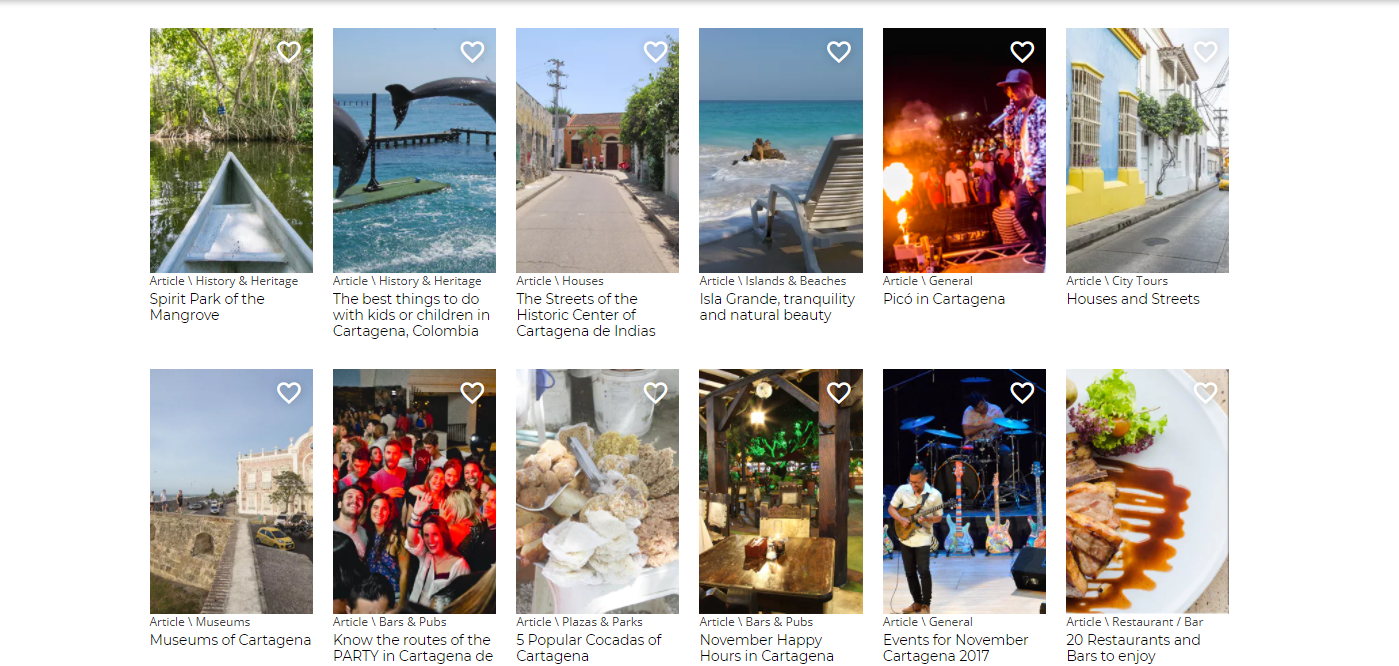 Article \ History & Heritage
Spirit Park of the
Mangrove
Article \ History & Heritage
The best things to do
with kids or children in
Cartagena, Colombia
Article \ Houses
The Streets of the
Historic Center of
Cartagena de Indias
Article \ Islands & Beaches
Isla Grande, tranquility
and natural beauty
Article \ General
Picó in Cartagena
Article \ City Tours
Houses and Streets
Article \ Museums
Museums of Cartagena
Article \ Bars & Pubs
Know the routes of the
PARTY in Cartagena de
Article \ Plazas & Parks
5 Popular Cocadas of
Cartagena
Article \ Bars & Pubs
November Happy
Hours in Cartagena
Article \ General
Events for November
Cartagena 2017
Article \ Restaurant / Bar
20 Restaurants and
Bars to enjoy